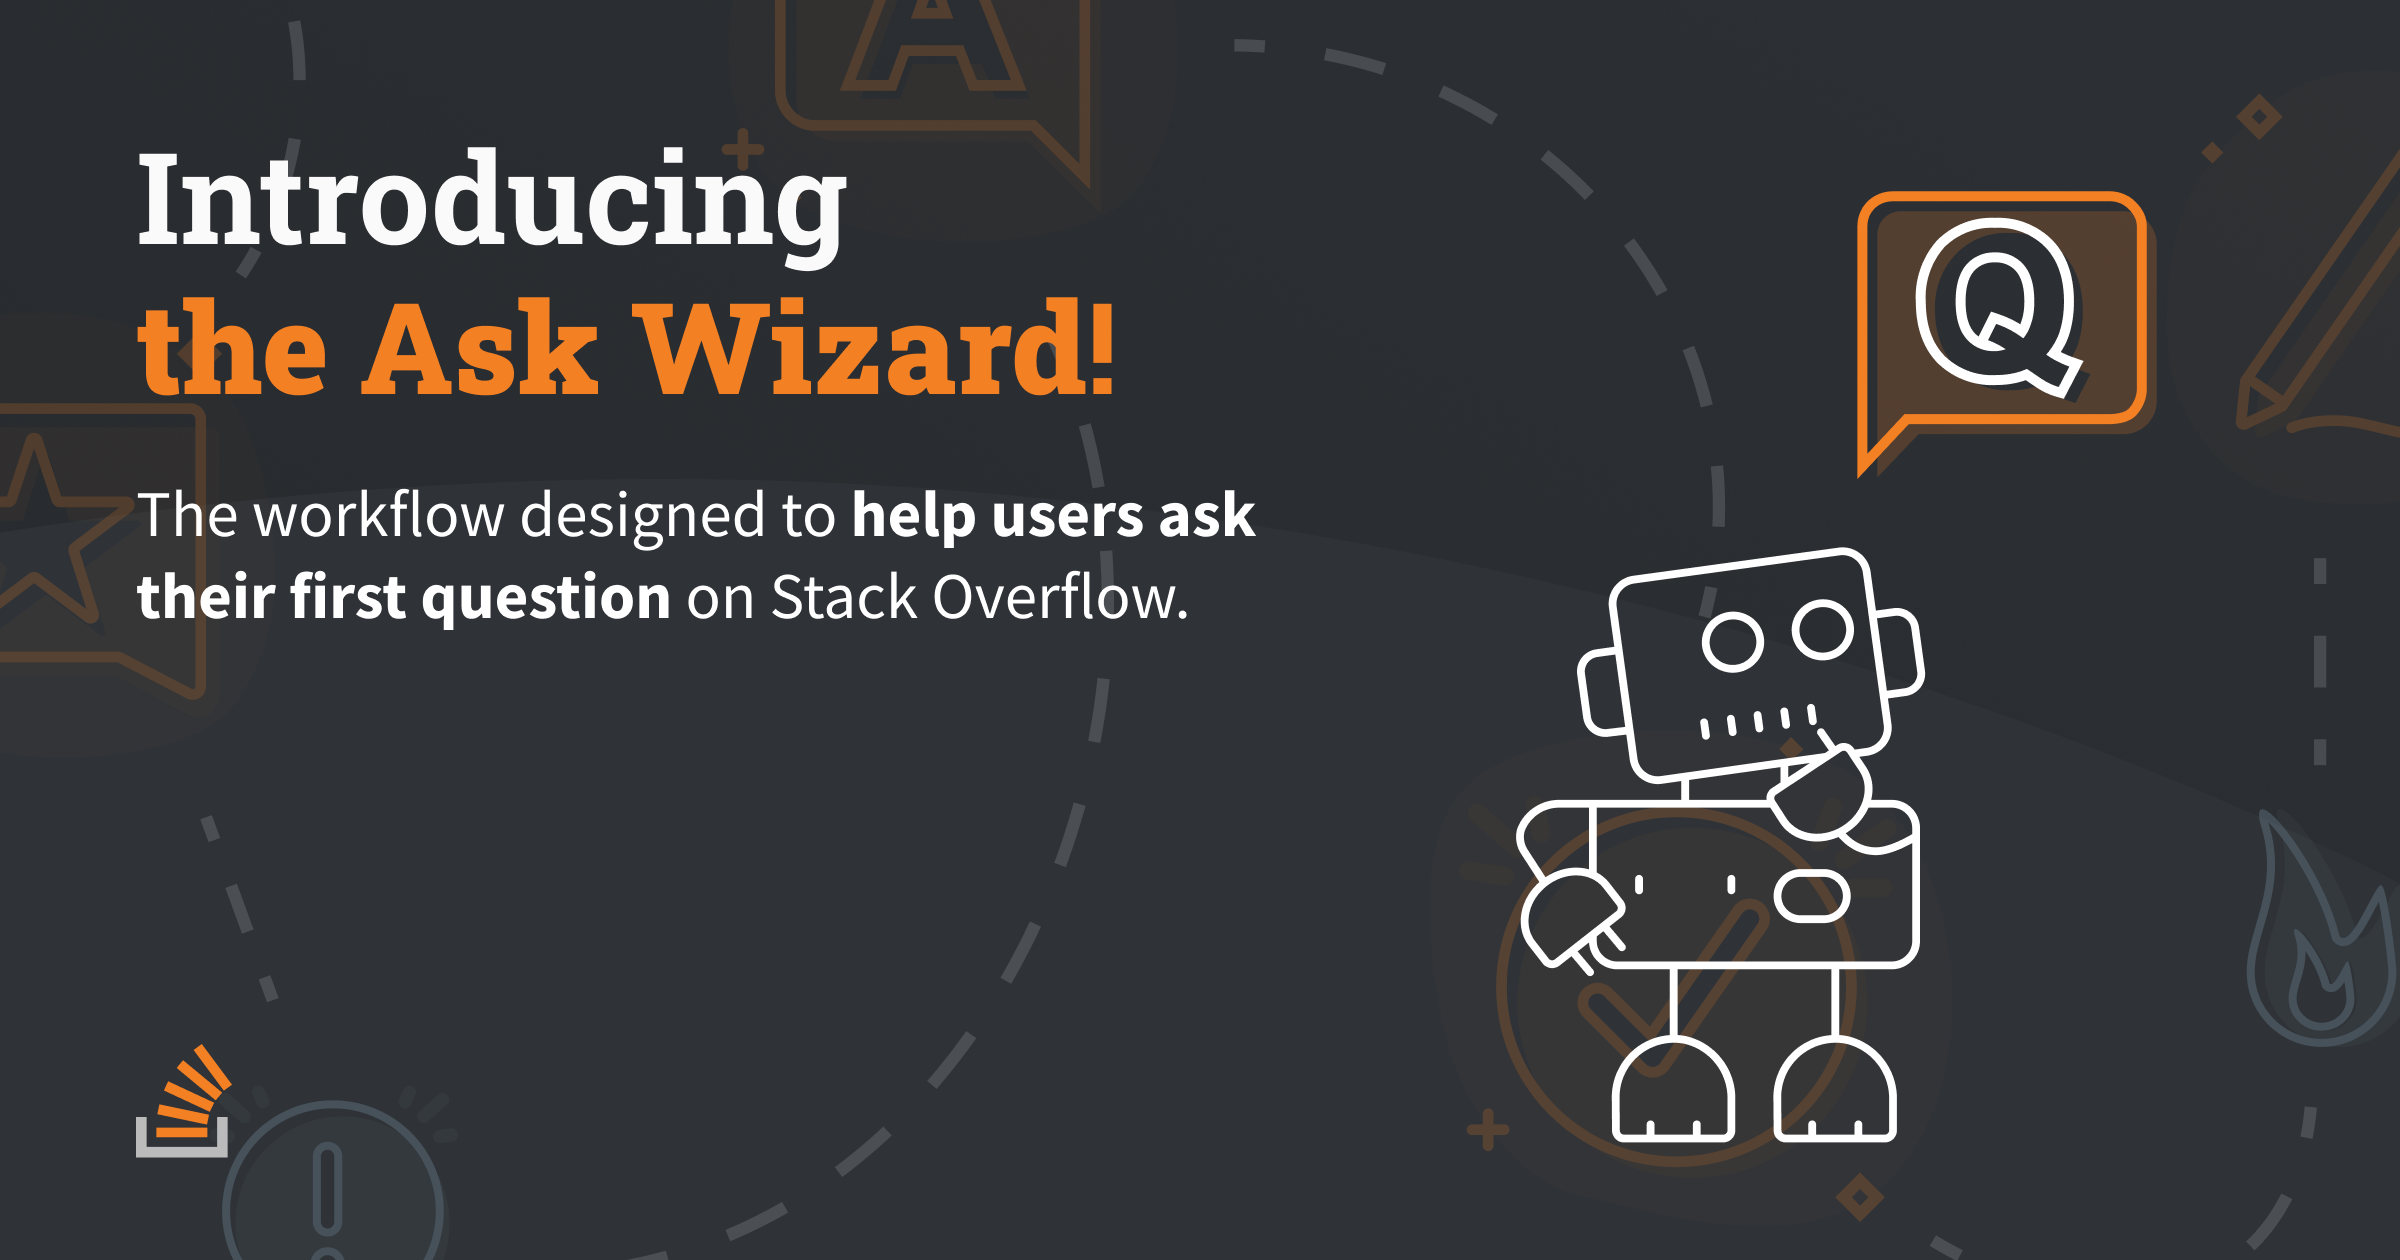 A
Introducing
the Ask Wizard!
Q
The workflow designed to help users ask
their first question on Stack Overflow.